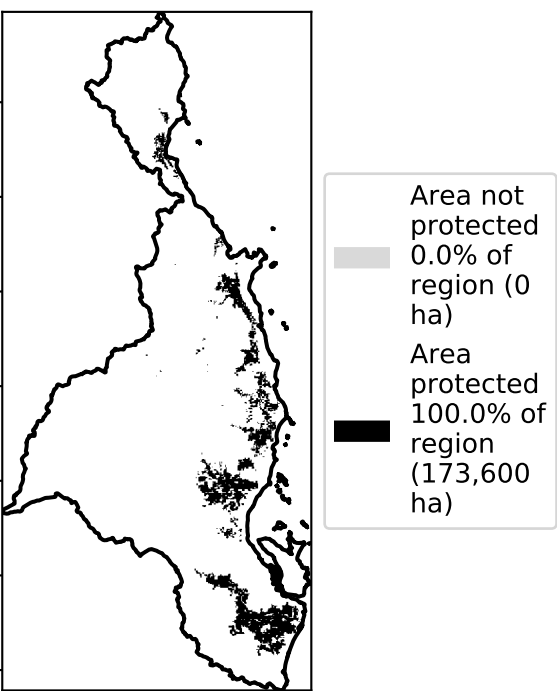 Area not
protected
0.0% of
region (0
ha)
Area
protected
100.0% of
region
(173,600
ha)